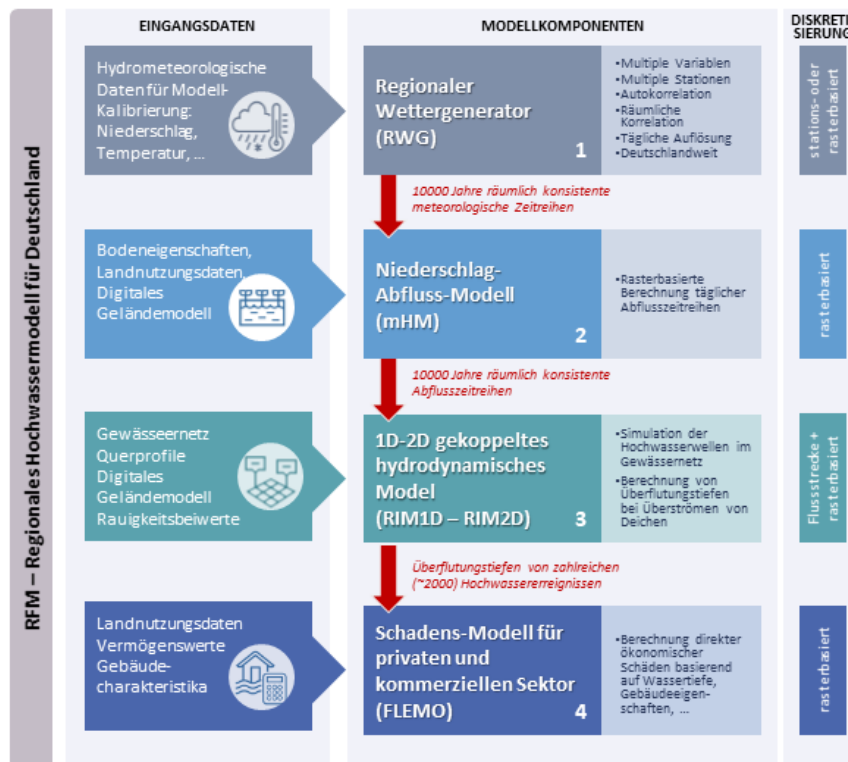 RFM – Regionales Hochwassermodell für Deutschland
EINGANGSDATEN
MODELLKOMPONENTEN
DISKRETI
SIERUNG
Hydrometeorologische
Daten für Modell-
Kalibrierung:
Niederschlag,
Temperatur, ...
Regionaler
Wettergenerator
(RWG)
1
▪Multiple Variablen
▪Multiple Stationen
▪Autokorrelation
▪Räumliche
Korrelation
▪Tägliche Auflösung
▪Deutschlandweit
stations- oder
rasterbasiert
10000 Jahre räumlich konsistente
meteorologische Zeitreihen
Bodeneigenschaften,
Landnutzungsdaten,
Digitales
Geländemodell
Niederschlag-
Abfluss-Modell
(mHM)
2
▪Rasterbasierte
Berechnung täglicher
Abflusszeitreihen
rasterbasiert
10000 Jahre räumlich konsistente
Abflusszeitreihen
Gewässeernetz
Querprofile
Digitales
Geländemodell
Rauigkeitsbeiwerte
1D-2D gekoppeltes
hydrodynamisches
Model
(RIM1D – RIM2D)
3
▪Simulation der
Hochwasserwellen im
Gewässernetz
▪Berechnung von
Überflutungstiefen
bei Überströmen von
Deichen
Flussstrecke +
rasterbasiert
Überflutungstiefen von zahlreichen
(~2000) Hochwasserereignissen
Landnutzungsdaten
Vermögenswerte
Gebäude-
charakteristika
Schadens-Modell für
privaten und
kommerziellen Sektor
(FLEMO)
4
▪Berechnung direkter
ökonomischer
Schäden basierend
auf Wassertiefe,
Gebäudeeigen-
schaften, ...
rasterbasiert